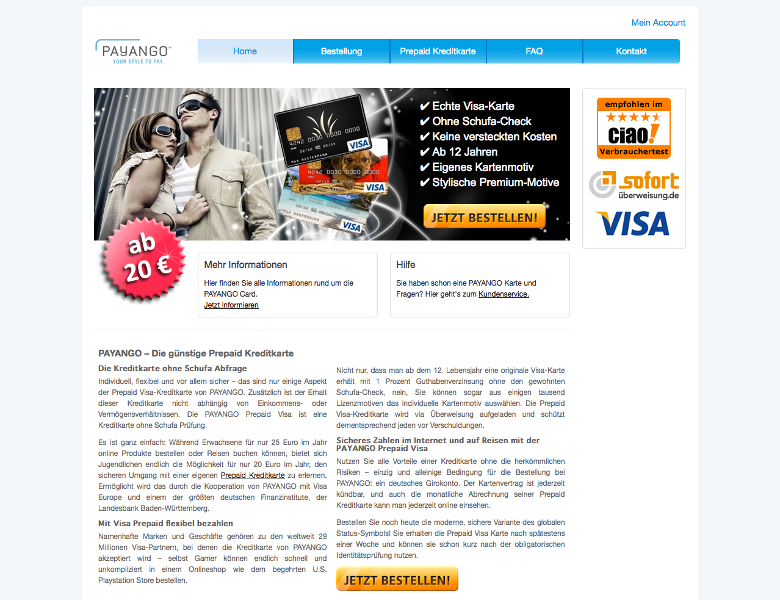 Mein Account
PAYANGO™
YOUR STYLE TO PAY.
Home
Bestellung
Prepaid Kreditkarte
FAQ
Kontakt
✔ Echte Visa-Karte
✔ Ohne Schufa-Check
✔ Keine versteckten Kosten
✔ Ab 12 Jahren
✔ Eigenes Kartenmotiv
✔ Stylische Premium-Motive
JETZT BESTELLEN!
VISA
VISA
VISA
ab
20 €
empfohlen im
ciao!
Verbrauchertest
sofort
überweisung.de
VISA
Mehr Informationen
Hier finden Sie alle Informationen rund um die
PAYANGO Card.
Jetzt informieren
Hilfe
Sie haben schon eine PAYANGO Karte und
Fragen? Hier geht's zum Kundenservice.
PAYANGO – Die günstige Prepaid Kreditkarte
Die Kreditkarte ohne Schufa Abfrage
Individuell, flexibel und vor allem sicher – das sind nur einige Aspekt
der Prepaid Visa-Kreditkarte von PAYANGO. Zusätzlich ist der Erhalt
dieser Kreditkarte nicht abhängig von Einkommens- oder
Vermögensverhältnissen. Die PAYANGO Prepaid Visa ist eine
Kreditkarte ohne Schufa Prüfung.
Es ist ganz einfach: Während Erwachsene für nur 25 Euro im Jahr
online Produkte bestellen oder Reisen buchen können, bietet sich
Jugendlichen endlich die Möglichkeit für nur 20 Euro im Jahr, den
sicheren Umgang mit einer eigenen Prepaid Kreditkarte zu erlernen.
Ermöglicht wird das durch die Kooperation von PAYANGO mit Visa
Europe und einem der größten deutschen Finanzinstitute, der
Landesbank Baden-Württemberg.
Mit Visa Prepaid flexibel bezahlen
Namenhafte Marken und Geschäfte gehören zu den weltweit 29
Millionen Visa-Partnern, bei denen die Kreditkarte von PAYANGO
akzeptiert wird – selbst Gamer können endlich schnell und
unkompliziert in einem Onlineshop wie dem begehrten U.S.
Playstation Store bestellen.
Nicht nur, dass man ab dem 12. Lebensjahr eine originale Visa-Karte
erhält mit 1 Prozent Guthabenverzinsung ohne den gewohnten
Schufa-Check, nein, Sie können sogar aus einigen tausend
Lizenzmotiven das individuelle Kartenmotiv auswählen. Die Prepaid
Visa-Kreditkarte wird via Überweisung aufgeladen und schützt
dementsprechend jeden vor Verschuldungen.
Sicheres Zahlen im Internet und auf Reisen mit der
PAYANGO Prepaid Visa
Nutzen Sie alle Vorteile einer Kreditkarte ohne die herkömmlichen
Risiken – einzig und alleinige Bedingung für die Bestellung bei
PAYANGO: ein deutsches Girokonto. Der Kartenvertrag ist jederzeit
kündbar, und auch die monatliche Abrechnung seiner Prepaid
Kreditkarte kann man jederzeit online einsehen.
Bestellen Sie noch heute die moderne, sichere Variante des globalen
Status-Symbols! Sie erhalten die Prepaid Visa Karte nach spätestens
einer Woche und können sie schon kurz nach der obligatorischen
Identitätsprüfung nutzen.
JETZT BESTELLEN!